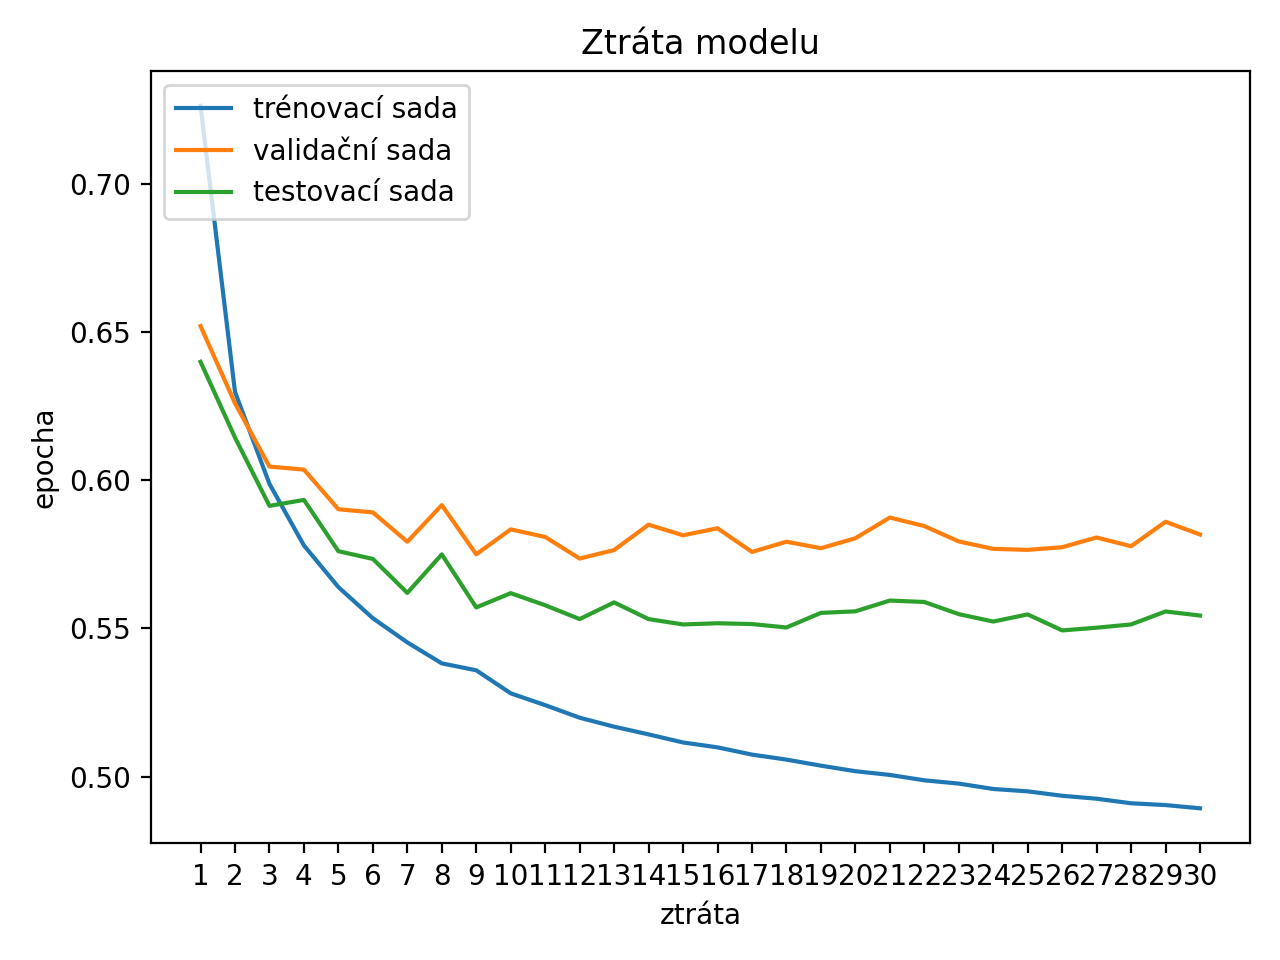 Ztráta modelu
trénovací sada
validační sada
testovací sada
0.70
0.65
0.60
0.55
0.50
epocha
1 2 3 4 5 6 7 8 9 10 11 12 13 14 15 16 17 18 19 20 21 22 23 24 25 26 27 28 29 30
ztráta